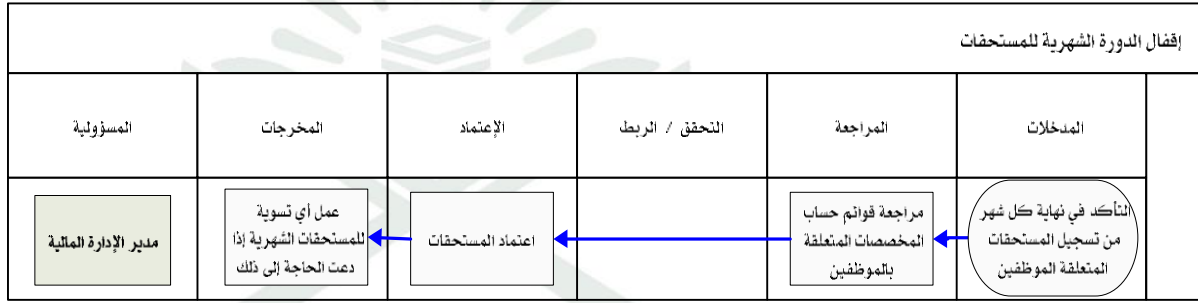 إقفال الدورة الشهرية للمستحقات
المدخلات
المراجعة
التحقق / الربط
الإعتماد
المخرجات
المسؤولية
التأكد في نهاية كل شهر
من تسجيل المستحقات
المتعلقة الموظفين
مراجعة قوائم حساب
المخصصات المتعلقة
بالموظفين
اعتماد المستحقات
عمل أي تسوية
للمستحقات الشهرية إذا
دعت الحاجة إلى ذلك
مدير الإدارة المالية